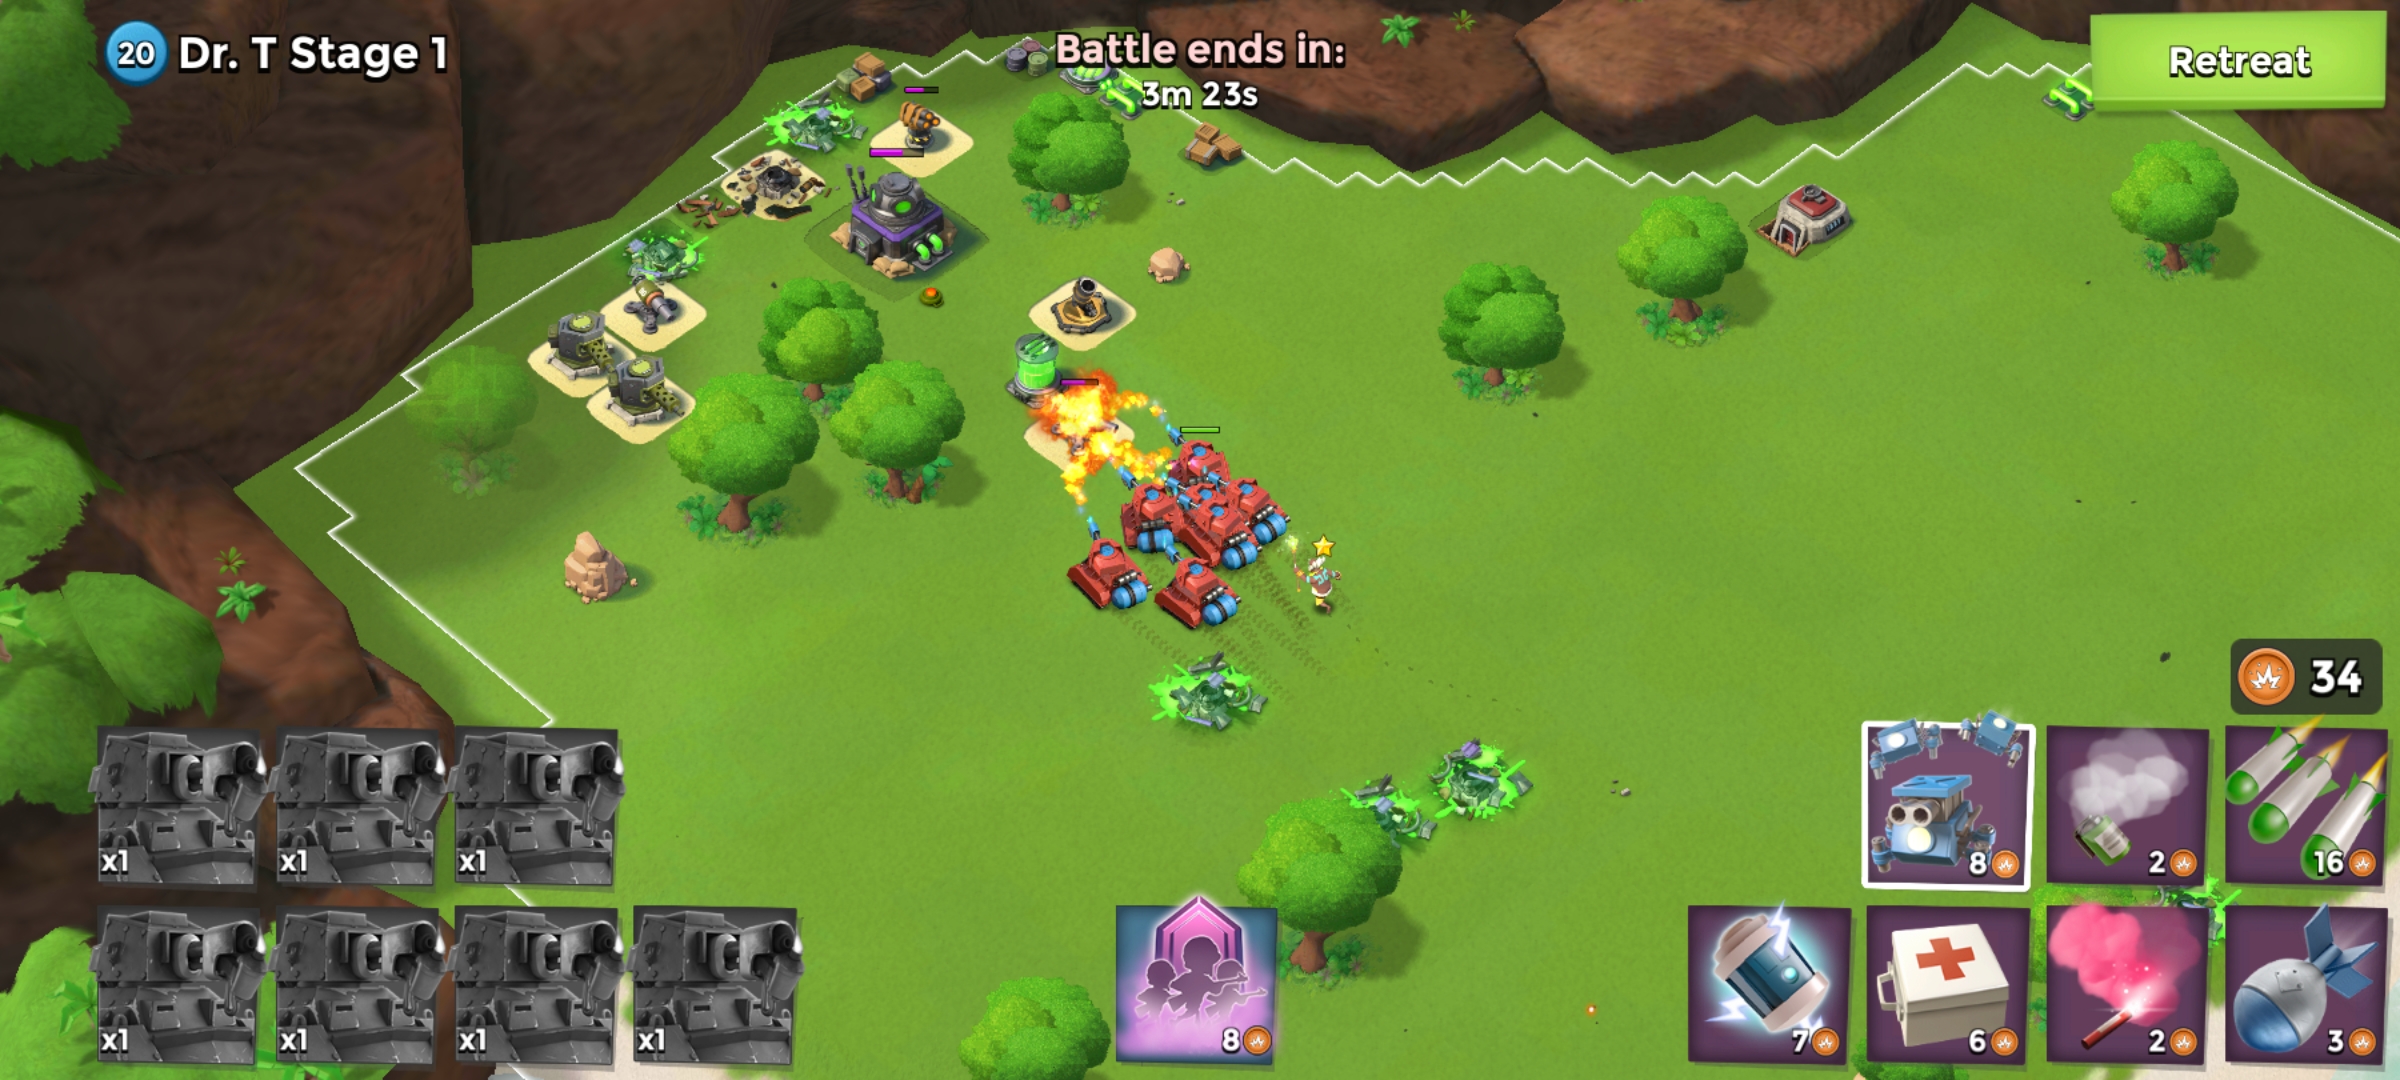 20 Dr. T Stage 1
Battle ends in:
3m 23s
Retreat
34
8
2
16
x1
x1
x1
x1
x1
x1
x1
8
7
6
2
3